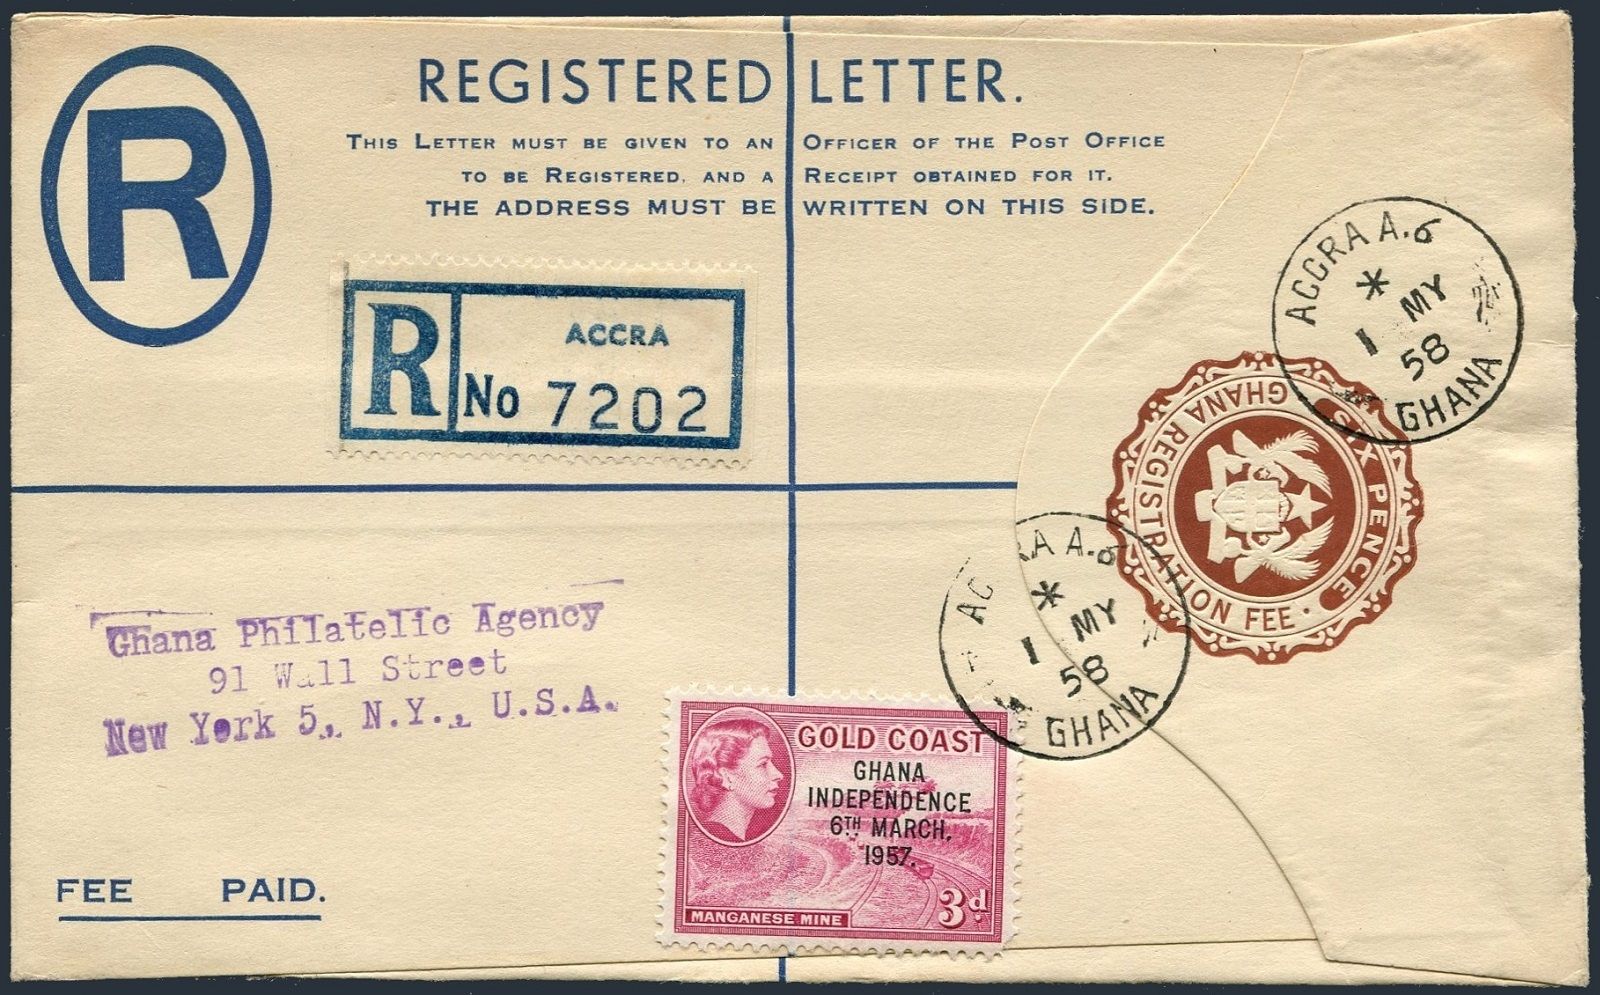 R
REGISTERED LETTER.
THIS LETTER MUST BE GIVEN TO AN OFFICER OF THE POST OFFICE
TO BE REGISTERED, AND A RECEIPT OBTAINED FOR IT.
THE ADDRESS MUST BE WRITTEN ON THIS SIDE.
R
ACCRA
No 7202
ACCRA A.6
* MY
1 58
GHANA
GHANA REGISTRATION FEE ·
SIX PENCE
ACCRA A.6
* MY
1 58
GHANA
Ghana Philatelic Agency
91 Wall Street
New York 5, N.Y., U.S.A.
GOLD COAST
GHANA
INDEPENDENCE
6TH MARCH,
1957.
MANGANESE MINE
3d.
FEE PAID.